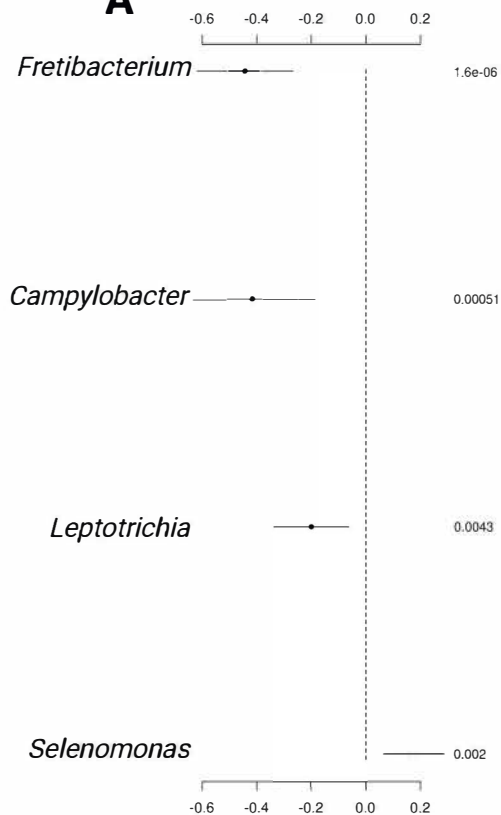 A
-0.6 -0.4 -0.2 0.0 0.2
Fretibacterium 1.6e-06
Campylobacter 0.00051
Leptotrichia 0.0043
Selenomonas 0.002
-0.6 -0.4 -0.2 0.0 0.2